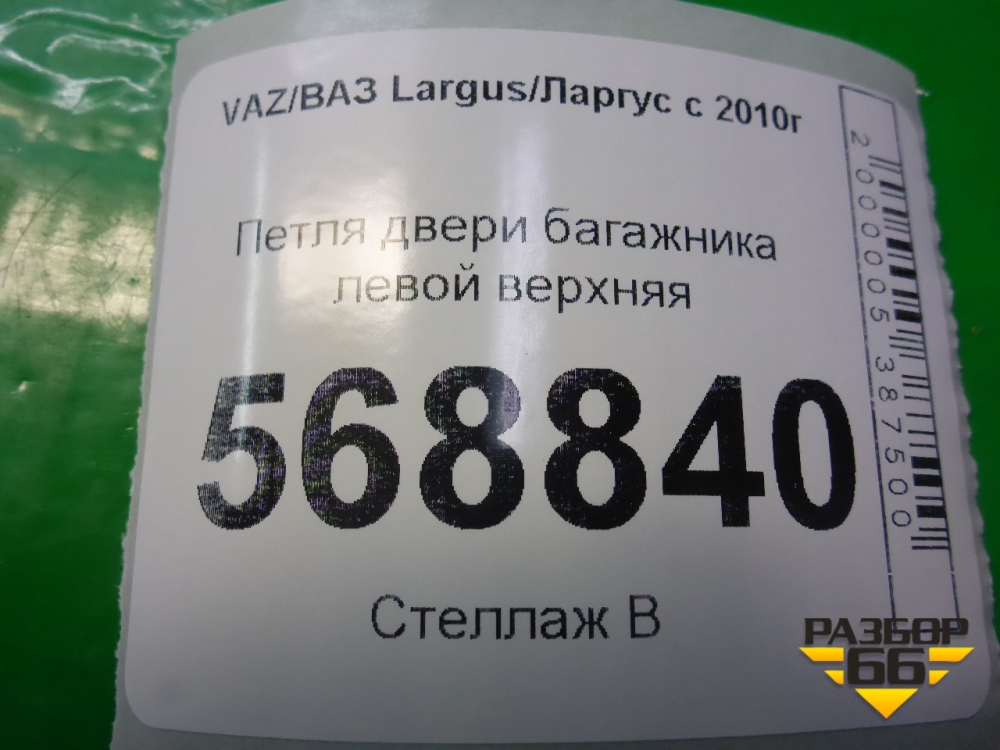 VAZ/ВАЗ Largus/Ларгус с 2010г
Петля двери багажника
левой верхняя
568840
Стеллаж В
2000005387500
РАЗБОР
66